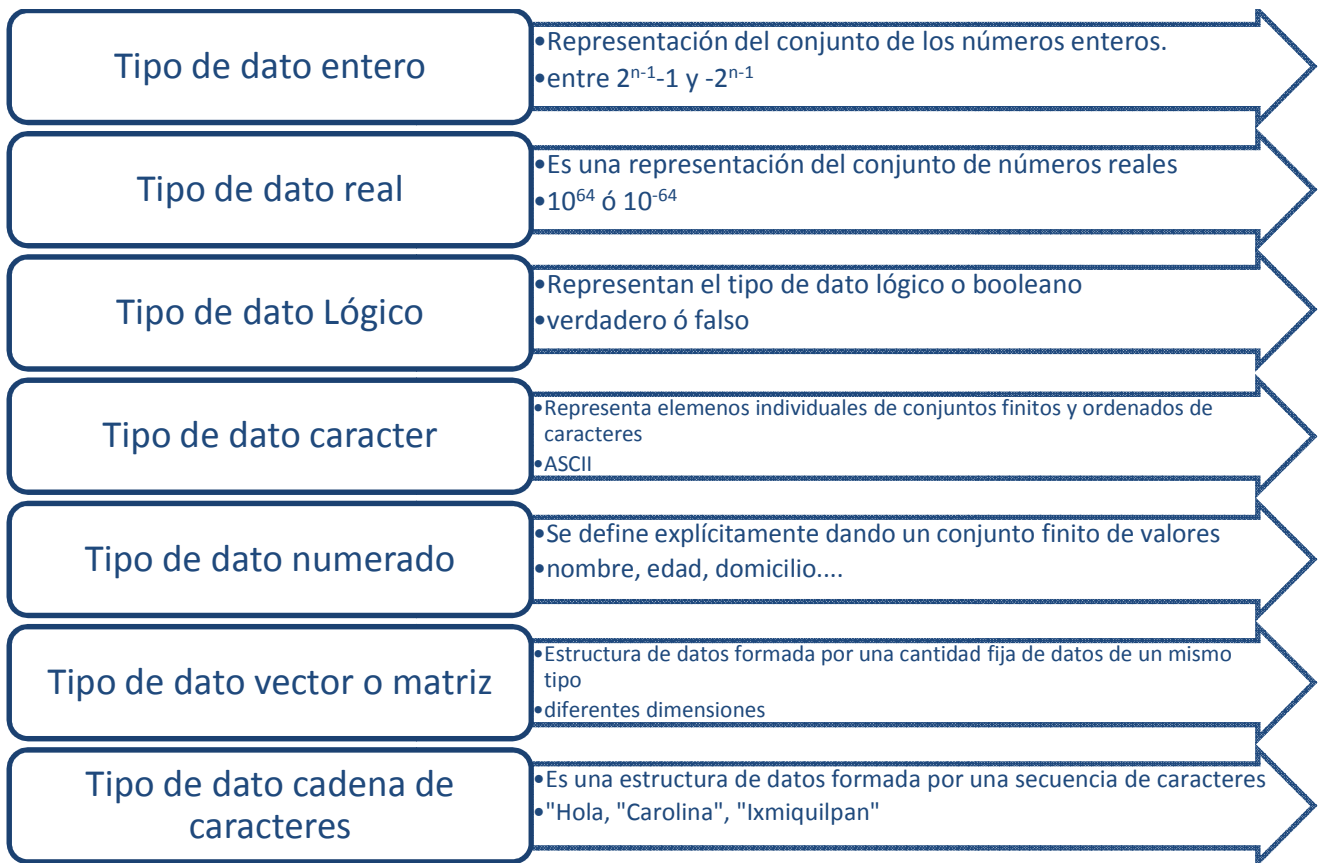 Tipo de dato entero
•Representación del conjunto de los números enteros.
•entre 2ⁿ⁻¹-1 y -2ⁿ⁻¹
Tipo de dato real
•Es una representación del conjunto de números reales
•10⁶⁴ ó 10⁻⁶⁴
Tipo de dato Lógico
•Representan el tipo de dato lógico o booleano
•verdadero ó falso
Tipo de dato caracter
•Representa elemenos individuales de conjuntos finitos y ordenados de
caracteres
•ASCII
Tipo de dato numerado
•Se define explícitamente dando un conjunto finito de valores
•nombre, edad, domicilio....
Tipo de dato vector o matriz
•Estructura de datos formada por una cantidad fija de datos de un mismo
tipo
•diferentes dimensiones
Tipo de dato cadena de
caracteres
•Es una estructura de datos formada por una secuencia de caracteres
•"Hola, "Carolina", "Ixmiquilpan"